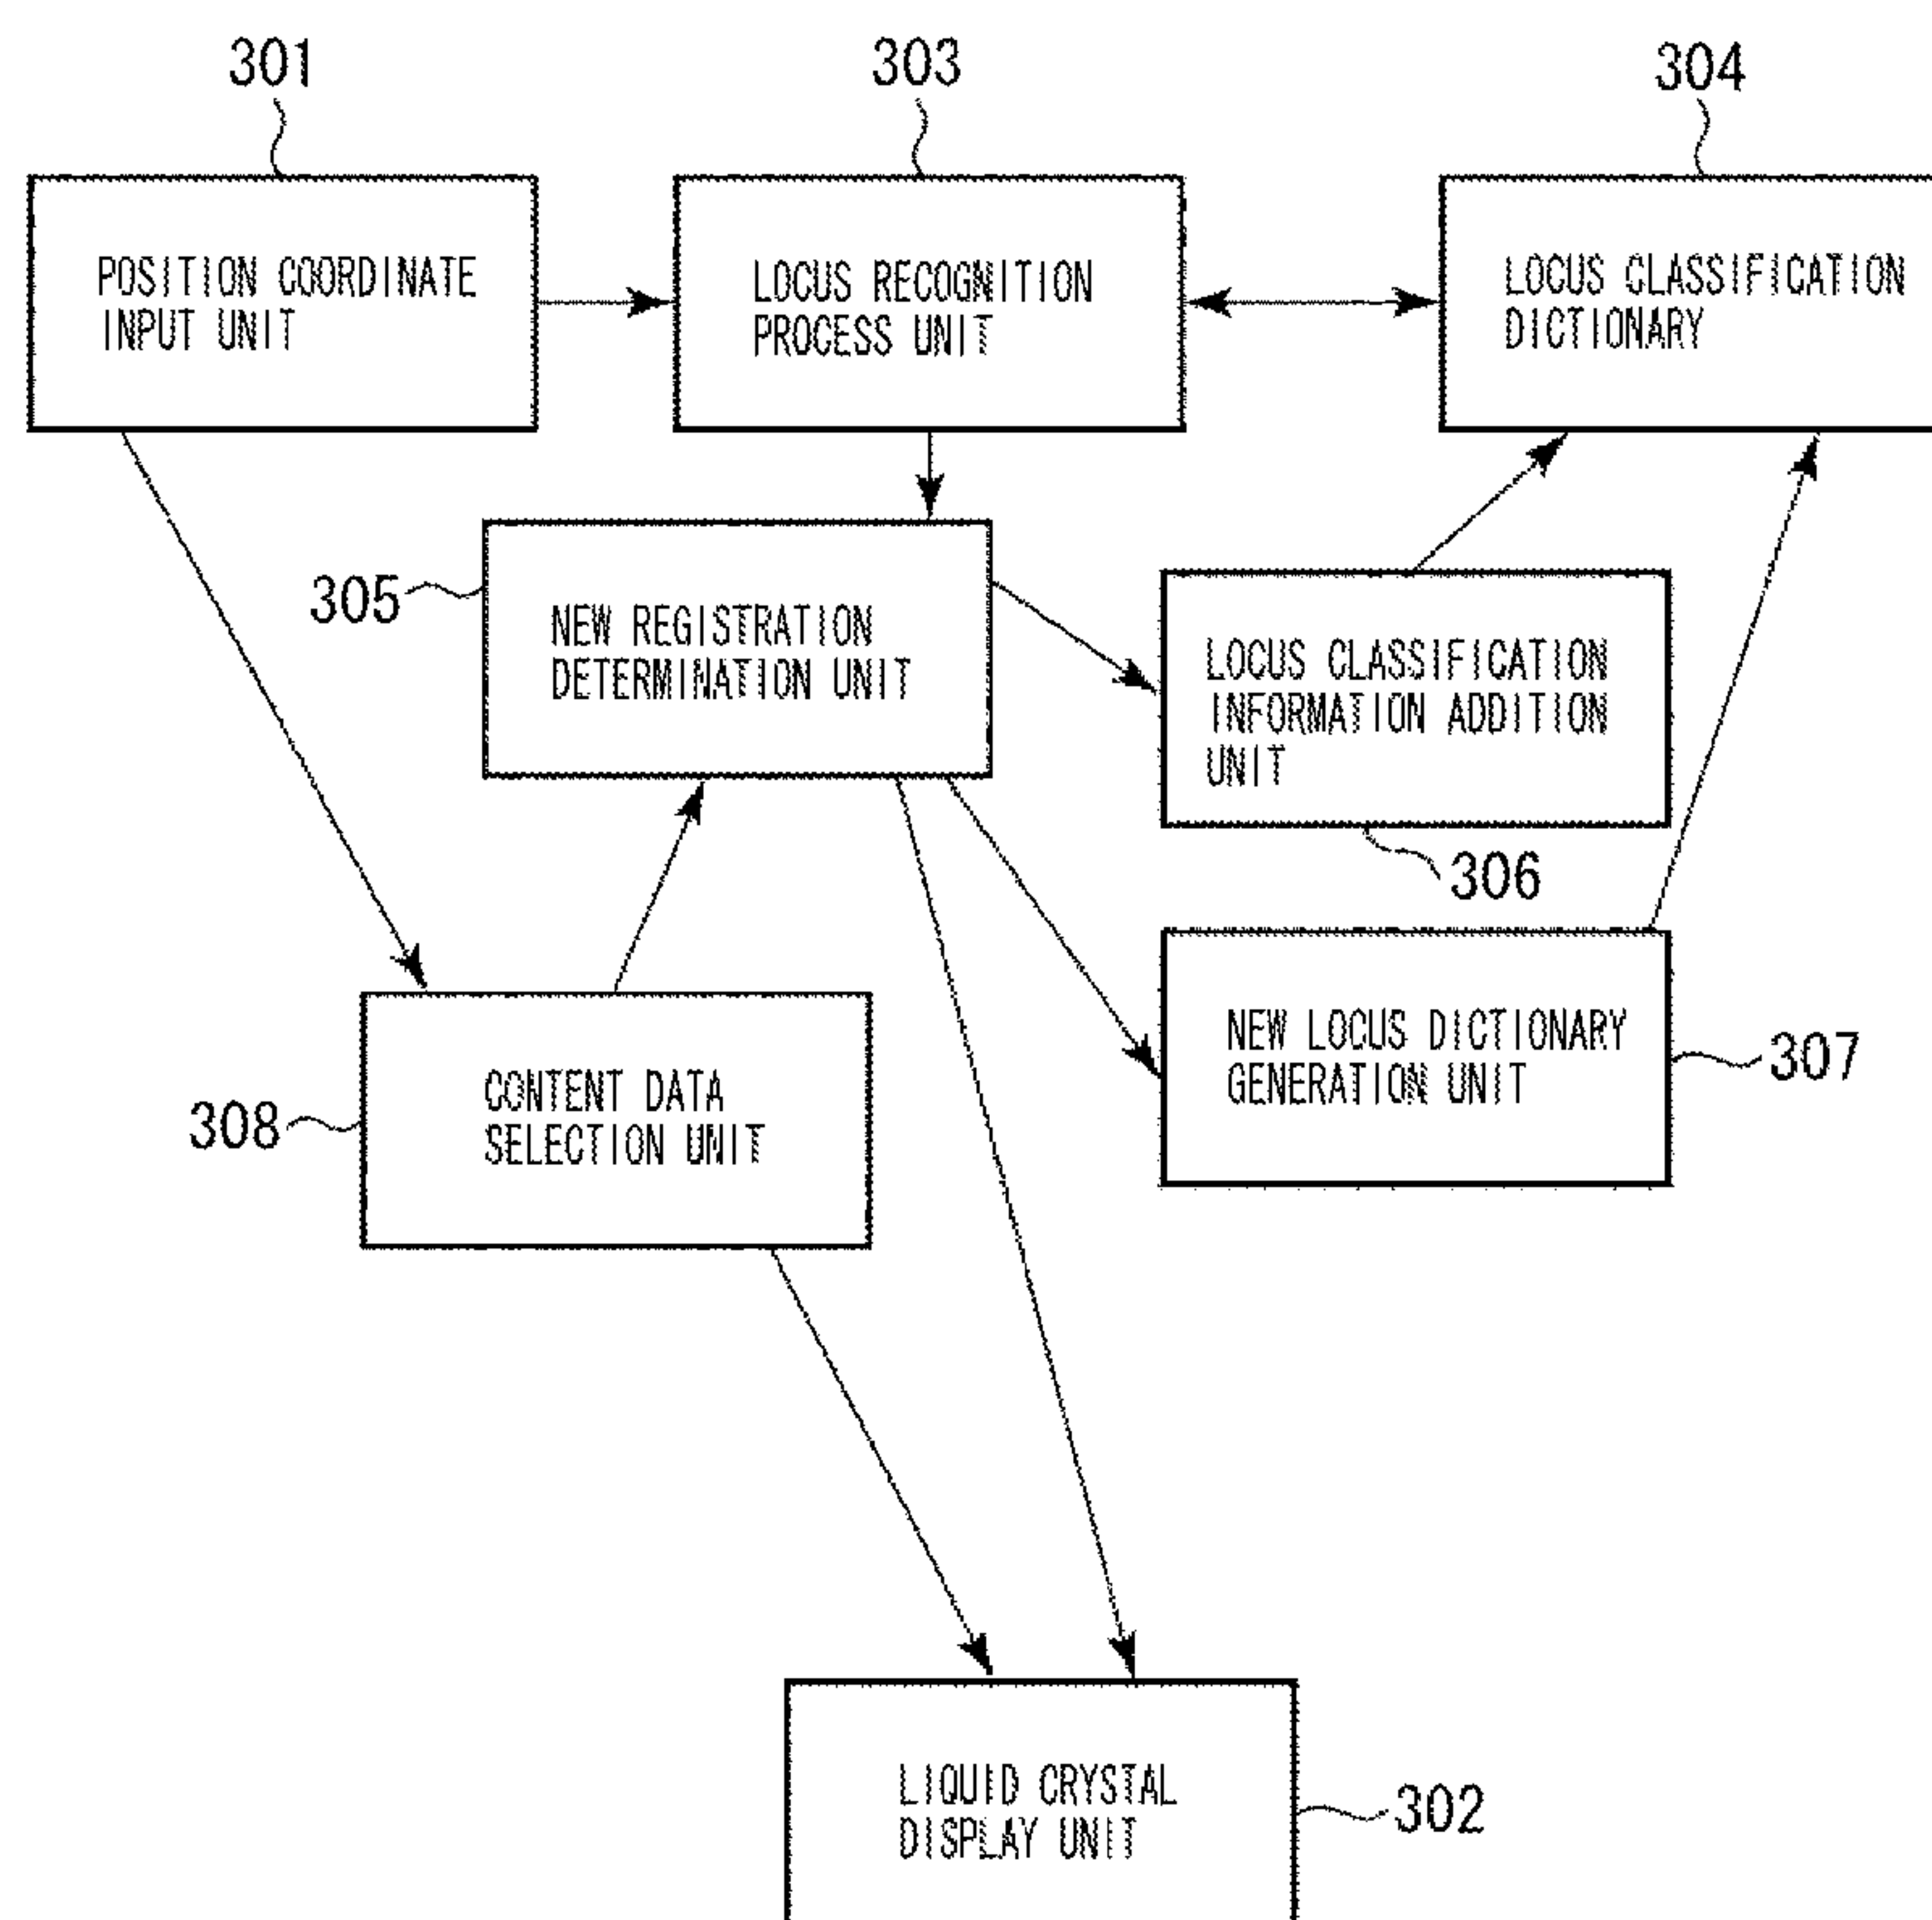 301
303
304
POSITION COORDINATE
INPUT UNIT
LOCUS RECOGNITION
PROCESS UNIT
LOCUS CLASSIFICATION
DICTIONARY
305
NEW REGISTRATION
DETERMINATION UNIT
LOCUS CLASSIFICATION
INFORMATION ADDITION
UNIT
306
308
CONTENT DATA
SELECTION UNIT
NEW LOCUS DICTIONARY
GENERATION UNIT
307
LIQUID CRYSTAL
DISPLAY UNIT
302